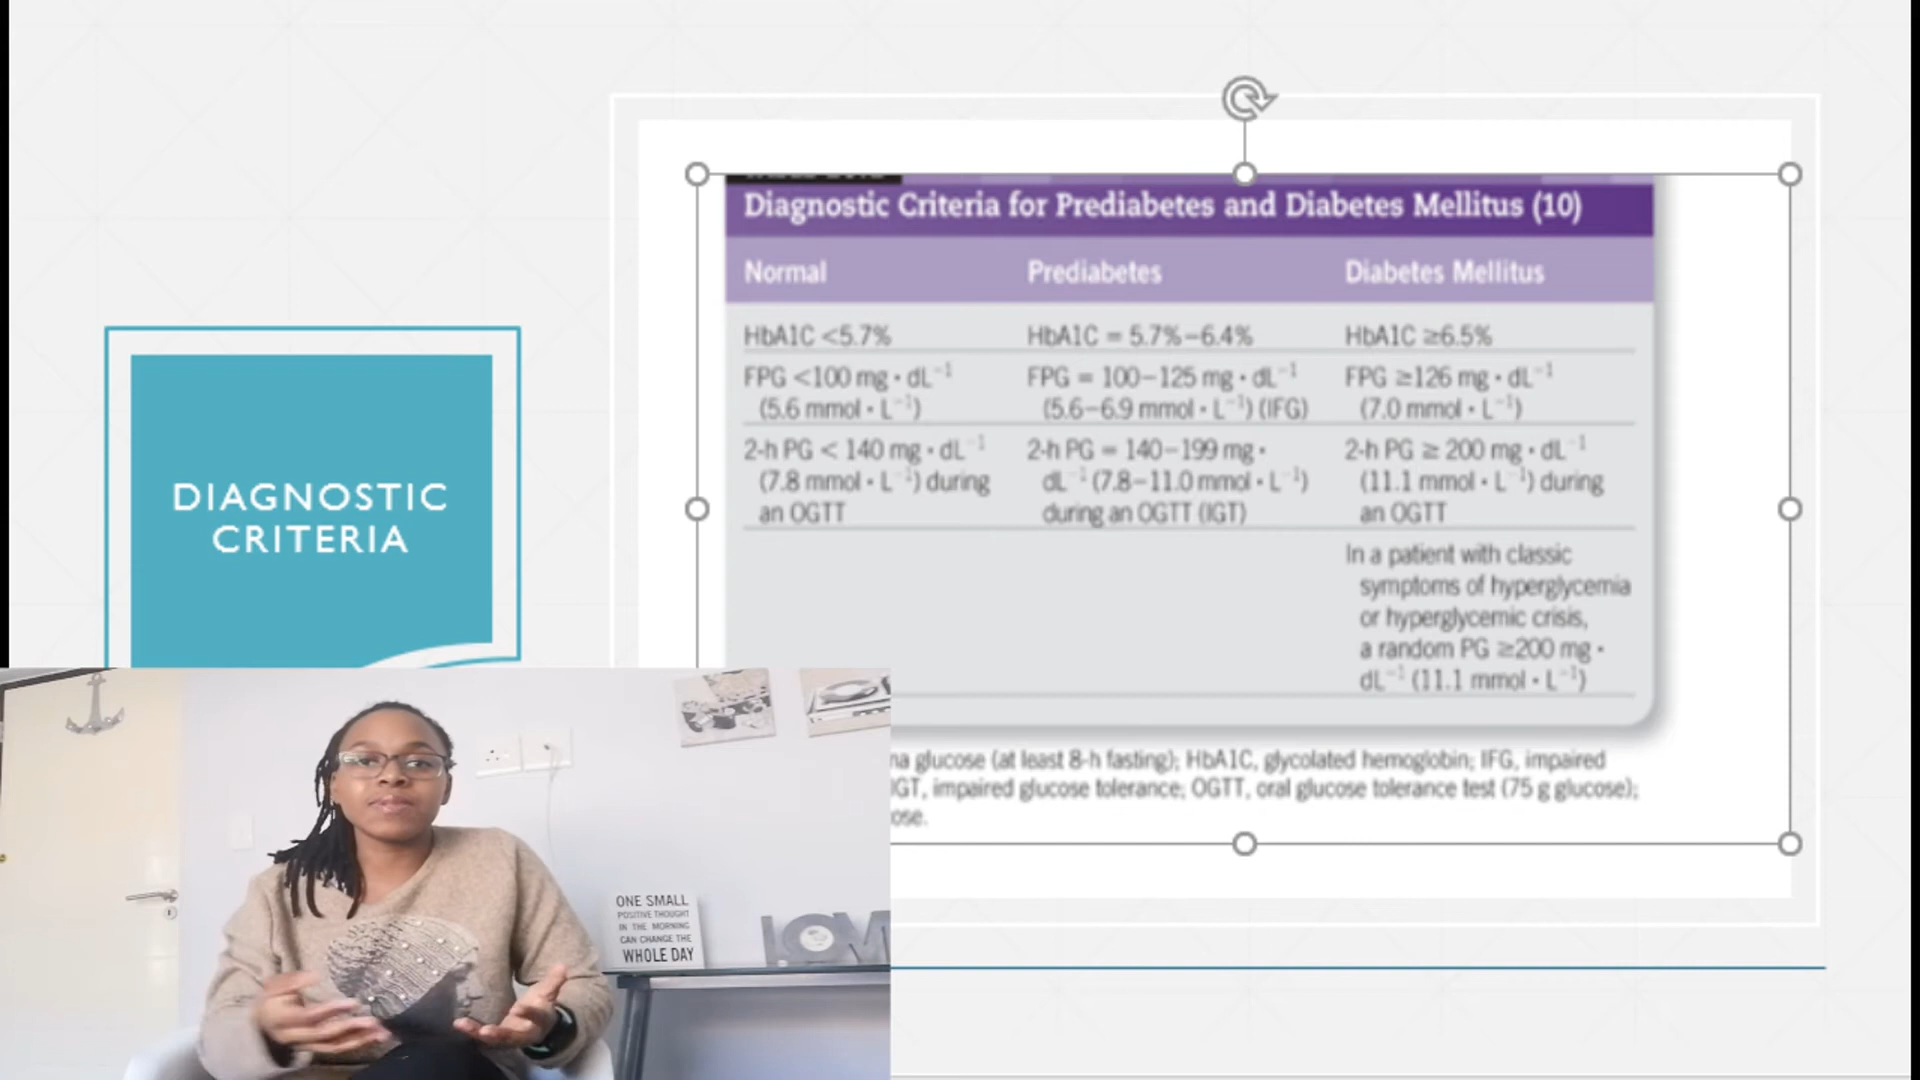 DIAGNOSTIC
CRITERIA
Diagnostic Criteria for Prediabetes and Diabetes Mellitus (10)
Normal
Prediabetes
Diabetes Mellitus
HbA1C <5.7%
HbA1C = 5.7%–6.4%
HbA1C ≥6.5%
FPG <100 mg · dL⁻¹
(5.6 mmol · L⁻¹)
FPG = 100–125 mg · dL⁻¹
(5.6–6.9 mmol · L⁻¹) (IFG)
FPG ≥126 mg · dL⁻¹
(7.0 mmol · L⁻¹)
2-h PG < 140 mg · dL⁻¹
(7.8 mmol · L⁻¹) during
an OGTT
2-h PG = 140–199 mg ·
dL⁻¹ (7.8–11.0 mmol · L⁻¹)
during an OGTT (IGT)
2-h PG ≥ 200 mg · dL⁻¹
(11.1 mmol · L⁻¹) during
an OGTT
In a patient with classic
symptoms of hyperglycemia
or hyperglycemic crisis,
a random PG ≥200 mg ·
dL⁻¹ (11.1 mmol · L⁻¹)
glucose (at least 8-h fasting); HbA1C, glycolated hemoglobin; IFG, impaired
IGT, impaired glucose tolerance; OGTT, oral glucose tolerance test (75 g glucose);
ONE SMALL
POSITIVE THOUGHT
IN THE MORNING
CAN CHANGE THE
WHOLE DAY